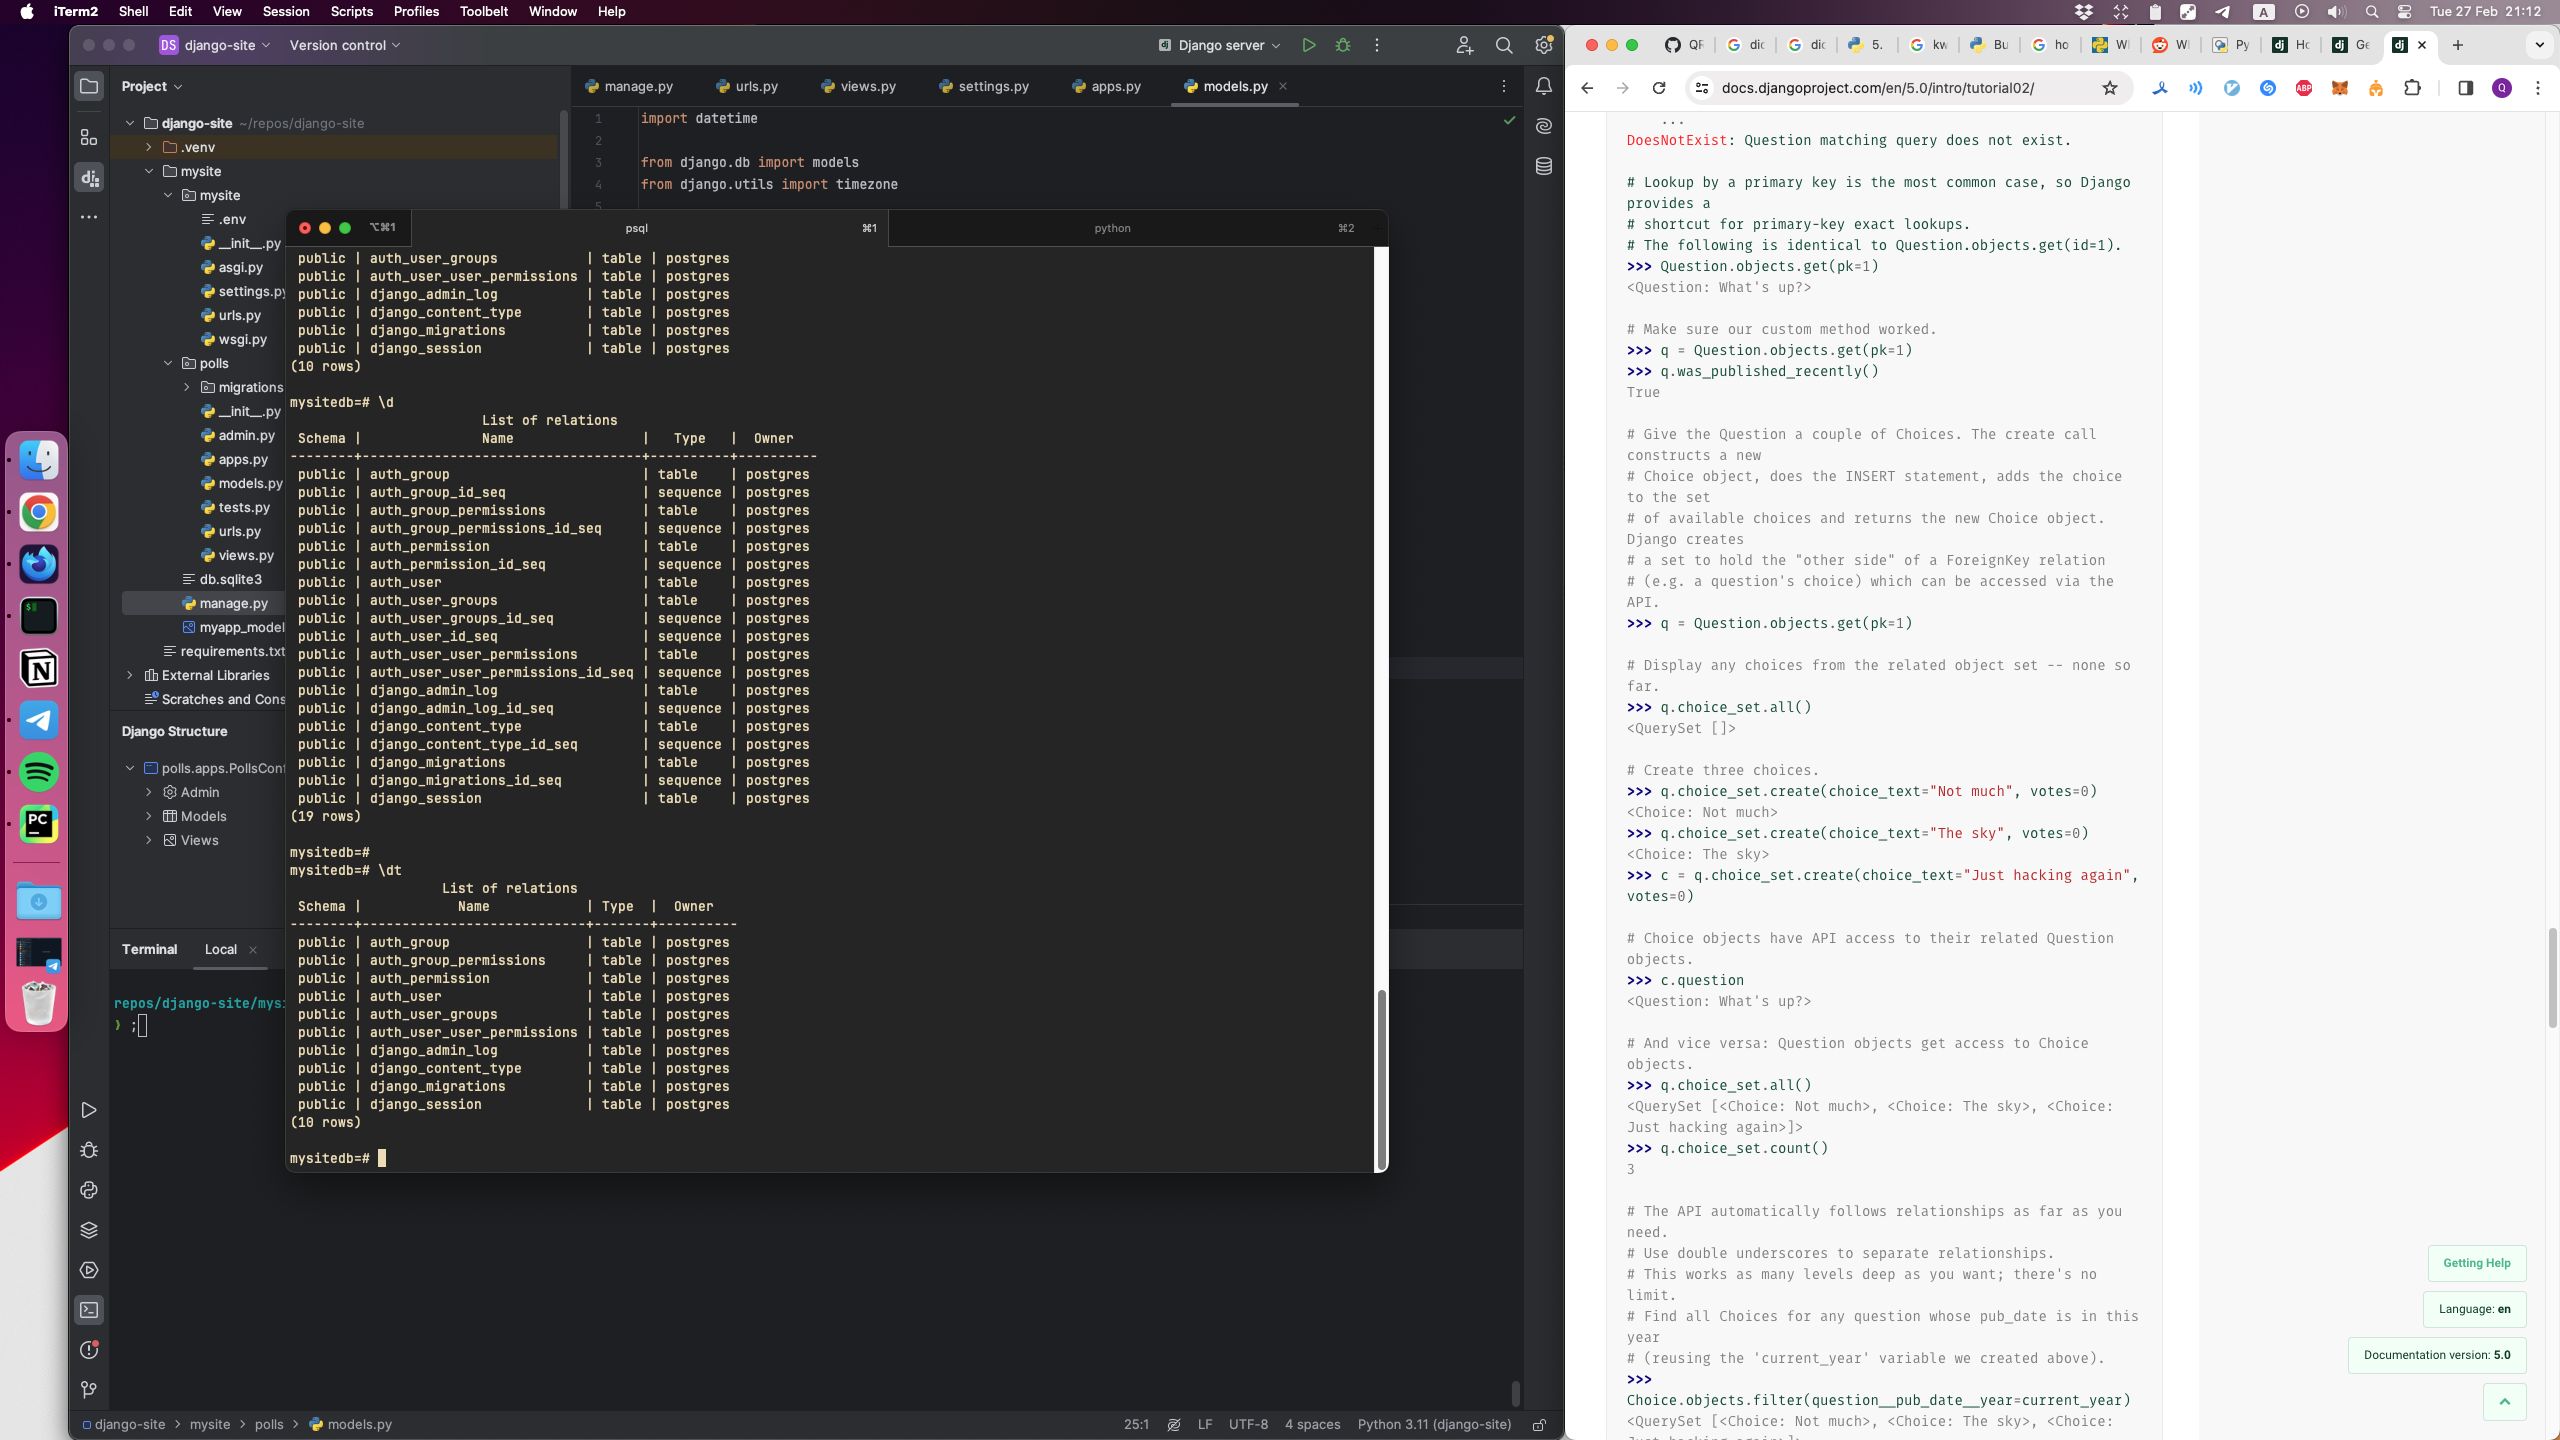 iTerm2 Shell Edit View Session Scripts Profiles Toolbelt Window Help
A Tue 27 Feb 21:12
DS django-site Version control Django server
Project
manage.py urls.py views.py settings.py apps.py models.py
django-site ~/repos/django-site
.venv
mysite
mysite
.env
__init__.py
asgi.py
settings.py
urls.py
wsgi.py
polls
migrations
__init__.py
admin.py
apps.py
models.py
tests.py
urls.py
views.py
db.sqlite3
manage.py
myapp_model
requirements.txt
External Libraries
Scratches and Cons
Django Structure
polls.apps.PollsConf
Admin
Models
Views
Terminal Local
repos/django-site/mysi
❯ ;
1 import datetime
2
3 from django.db import models
4 from django.utils import timezone
5
⌥⌘1 psql ⌘1 python ⌘2
public | auth_user_groups | table | postgres
public | auth_user_user_permissions | table | postgres
public | django_admin_log | table | postgres
public | django_content_type | table | postgres
public | django_migrations | table | postgres
public | django_session | table | postgres
(10 rows)
mysitedb=# \d
List of relations
Schema | Name | Type | Owner
--------+----------------------------------+----------+----------
public | auth_group | table | postgres
public | auth_group_id_seq | sequence | postgres
public | auth_group_permissions | table | postgres
public | auth_group_permissions_id_seq | sequence | postgres
public | auth_permission | table | postgres
public | auth_permission_id_seq | sequence | postgres
public | auth_user | table | postgres
public | auth_user_groups | table | postgres
public | auth_user_groups_id_seq | sequence | postgres
public | auth_user_id_seq | sequence | postgres
public | auth_user_user_permissions | table | postgres
public | auth_user_user_permissions_id_seq | sequence | postgres
public | django_admin_log | table | postgres
public | django_admin_log_id_seq | sequence | postgres
public | django_content_type | table | postgres
public | django_content_type_id_seq | sequence | postgres
public | django_migrations | table | postgres
public | django_migrations_id_seq | sequence | postgres
public | django_session | table | postgres
(19 rows)
mysitedb=#
mysitedb=# \dt
List of relations
Schema | Name | Type | Owner
--------+----------------------------+-------+----------
public | auth_group | table | postgres
public | auth_group_permissions | table | postgres
public | auth_permission | table | postgres
public | auth_user | table | postgres
public | auth_user_groups | table | postgres
public | auth_user_user_permissions | table | postgres
public | django_admin_log | table | postgres
public | django_content_type | table | postgres
public | django_migrations | table | postgres
public | django_session | table | postgres
(10 rows)
mysitedb=#
django-site > mysite > polls > models.py 25:1 LF UTF-8 4 spaces Python 3.11 (django-site)
QF dic dic 5. kw Bu ho WI WI Py Ho Ge
docs.djangoproject.com/en/5.0/intro/tutorial02/
ABP Q
...
DoesNotExist: Question matching query does not exist.
# Lookup by a primary key is the most common case, so Django
provides a
# shortcut for primary-key exact lookups.
# The following is identical to Question.objects.get(id=1).
>>> Question.objects.get(pk=1)
<Question: What's up?>
# Make sure our custom method worked.
>>> q = Question.objects.get(pk=1)
>>> q.was_published_recently()
True
# Give the Question a couple of Choices. The create call
constructs a new
# Choice object, does the INSERT statement, adds the choice
to the set
# of available choices and returns the new Choice object.
Django creates
# a set to hold the "other side" of a ForeignKey relation
# (e.g. a question's choice) which can be accessed via the
API.
>>> q = Question.objects.get(pk=1)
# Display any choices from the related object set -- none so
far.
>>> q.choice_set.all()
<QuerySet []>
# Create three choices.
>>> q.choice_set.create(choice_text="Not much", votes=0)
<Choice: Not much>
>>> q.choice_set.create(choice_text="The sky", votes=0)
<Choice: The sky>
>>> c = q.choice_set.create(choice_text="Just hacking again",
votes=0)
# Choice objects have API access to their related Question
objects.
>>> c.question
<Question: What's up?>
# And vice versa: Question objects get access to Choice
objects.
>>> q.choice_set.all()
<QuerySet [<Choice: Not much>, <Choice: The sky>, <Choice:
Just hacking again>]>
>>> q.choice_set.count()
3
# The API automatically follows relationships as far as you
need.
# Use double underscores to separate relationships.
# This works as many levels deep as you want; there's no
limit.
# Find all Choices for any question whose pub_date is in this
year
# (reusing the 'current_year' variable we created above).
>>>
Choice.objects.filter(question__pub_date__year=current_year)
<QuerySet [<Choice: Not much>, <Choice: The sky>, <Choice:
Just hacking again>]>
Getting Help
Language: en
Documentation version: 5.0